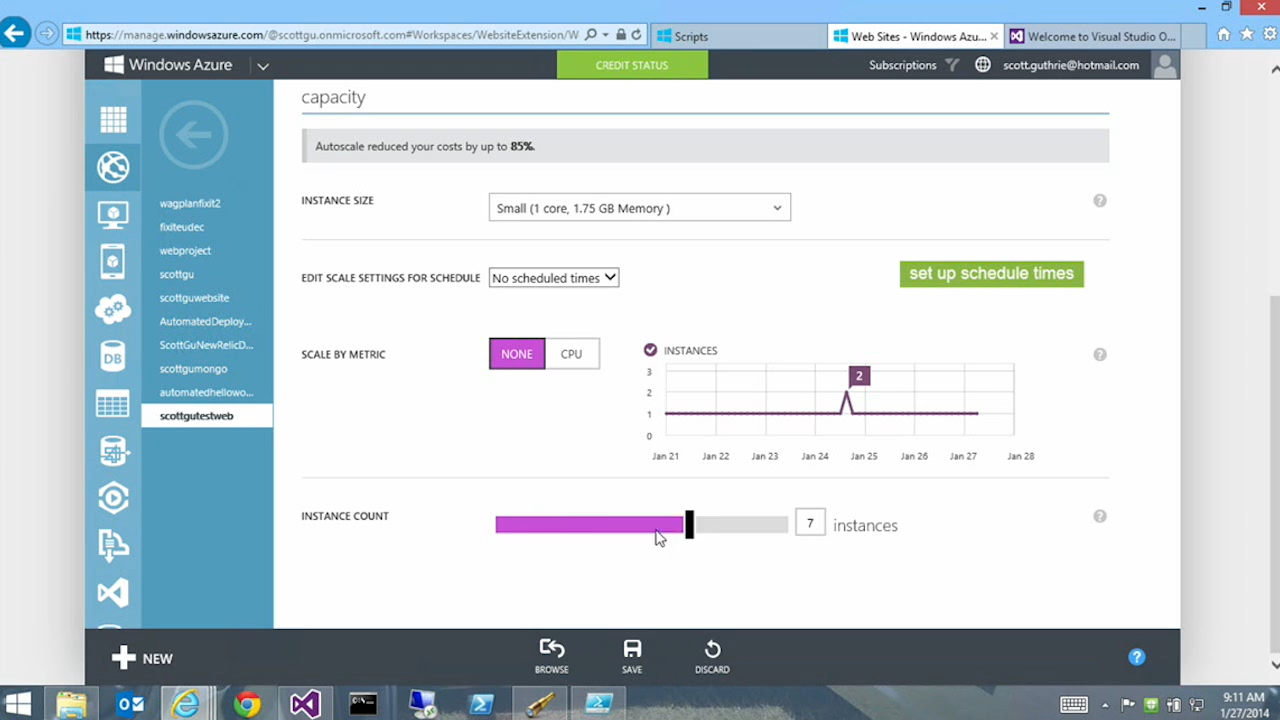 https://manage.windowsazure.com/@scottgu.onmicrosoft.com#Workspaces/WebsiteExtension/W
Scripts
Web Sites - Windows Azu...
Welcome to Visual Studio O...
Windows Azure
CREDIT STATUS
Subscriptions
scott.guthrie@hotmail.com
capacity
Autoscale reduced your costs by up to 85%.
wagplanfixit2
fixiteudec
webproject
scottgu
scottguwebsite
AutomatedDeploy...
ScottGuNewRelicD...
scottgumongo
automatedhellowo...
scottgutestweb
DB
INSTANCE SIZE
Small (1 core, 1.75 GB Memory )
?
EDIT SCALE SETTINGS FOR SCHEDULE
No scheduled times
set up schedule times
SCALE BY METRIC
NONE
CPU
INSTANCES
?
2
3
2
1
0
Jan 21
Jan 22
Jan 23
Jan 24
Jan 25
Jan 26
Jan 27
Jan 28
INSTANCE COUNT
7
instances
?
NEW
BROWSE
SAVE
DISCARD
?
9:11 AM
1/27/2014